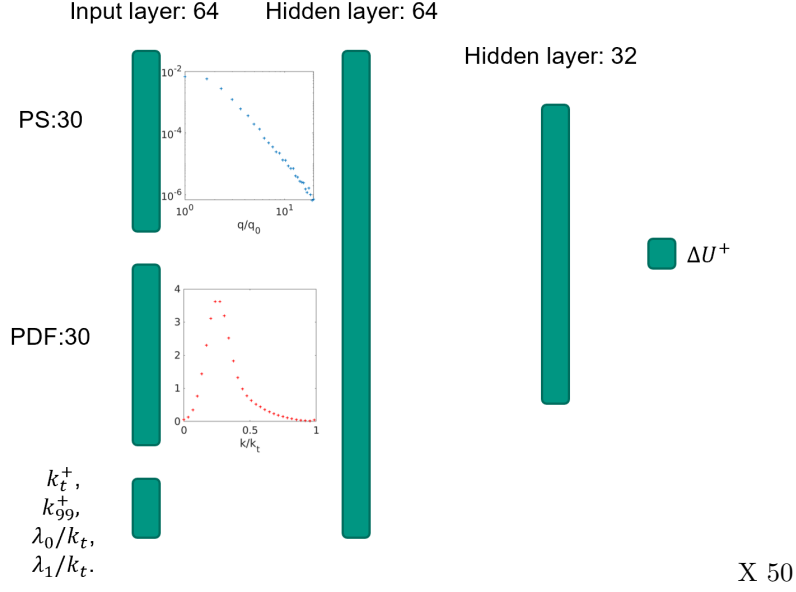 Input layer: 64
Hidden layer: 64
Hidden layer: 32
PS:30
10^-2
10^-4
10^-6
10^0
10^1
q/q_0
ΔU^+
PDF:30
4
3
2
1
0
0
0.5
1
k/k_t
k_t^+,
k_99^+,
λ_0/k_t,
λ_1/k_t.
X 50